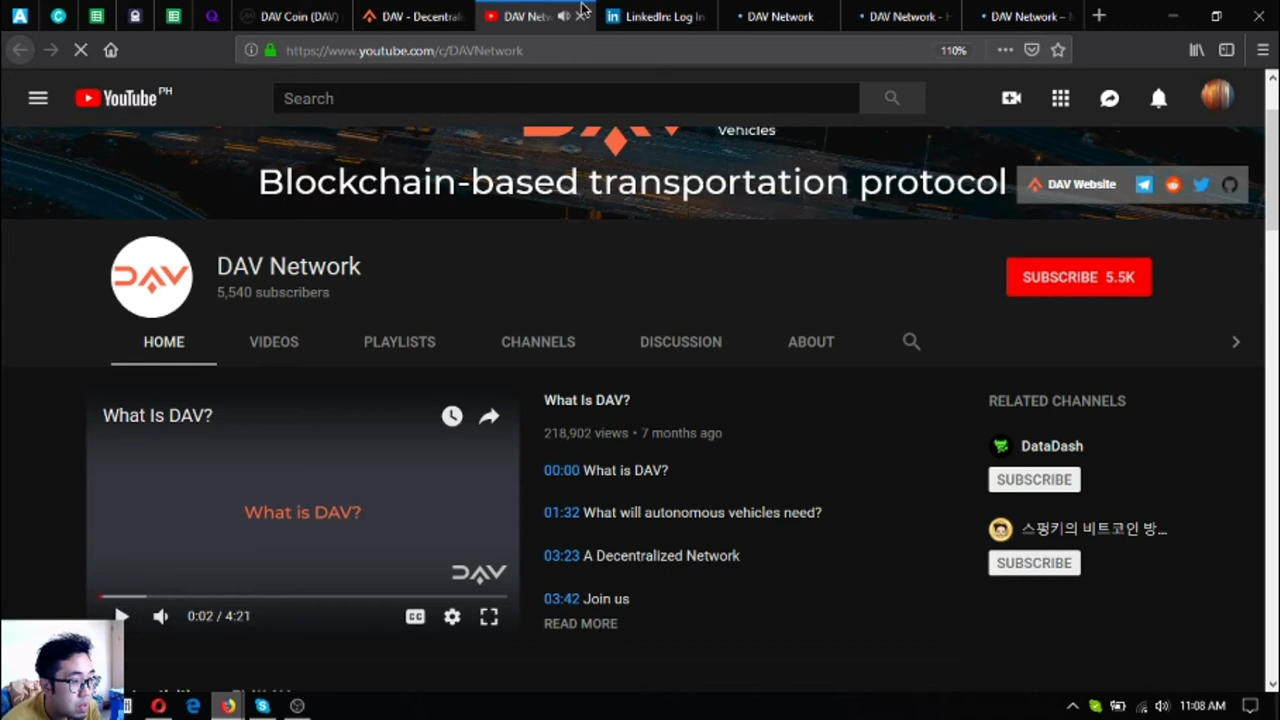 DAV Coin (DAV)
DAV - Decentrali
DAV Netw
LinkedIn: Log In
DAV Network
DAV Network - H
DAV Network –
https://www.youtube.com/c/DAVNetwork
110%
YouTube PH
Search
Vehicles
Blockchain-based transportation protocol
DAV Website
DAV
DAV Network
5,540 subscribers
SUBSCRIBE 5.5K
HOME
VIDEOS
PLAYLISTS
CHANNELS
DISCUSSION
ABOUT
What Is DAV?
What is DAV?
DAV
0:02 / 4:21
CC
What Is DAV?
218,902 views • 7 months ago
00:00 What is DAV?
01:32 What will autonomous vehicles need?
03:23 A Decentralized Network
03:42 Join us
READ MORE
RELATED CHANNELS
DataDash
SUBSCRIBE
스펑키의 비트코인 방...
SUBSCRIBE
11:08 AM